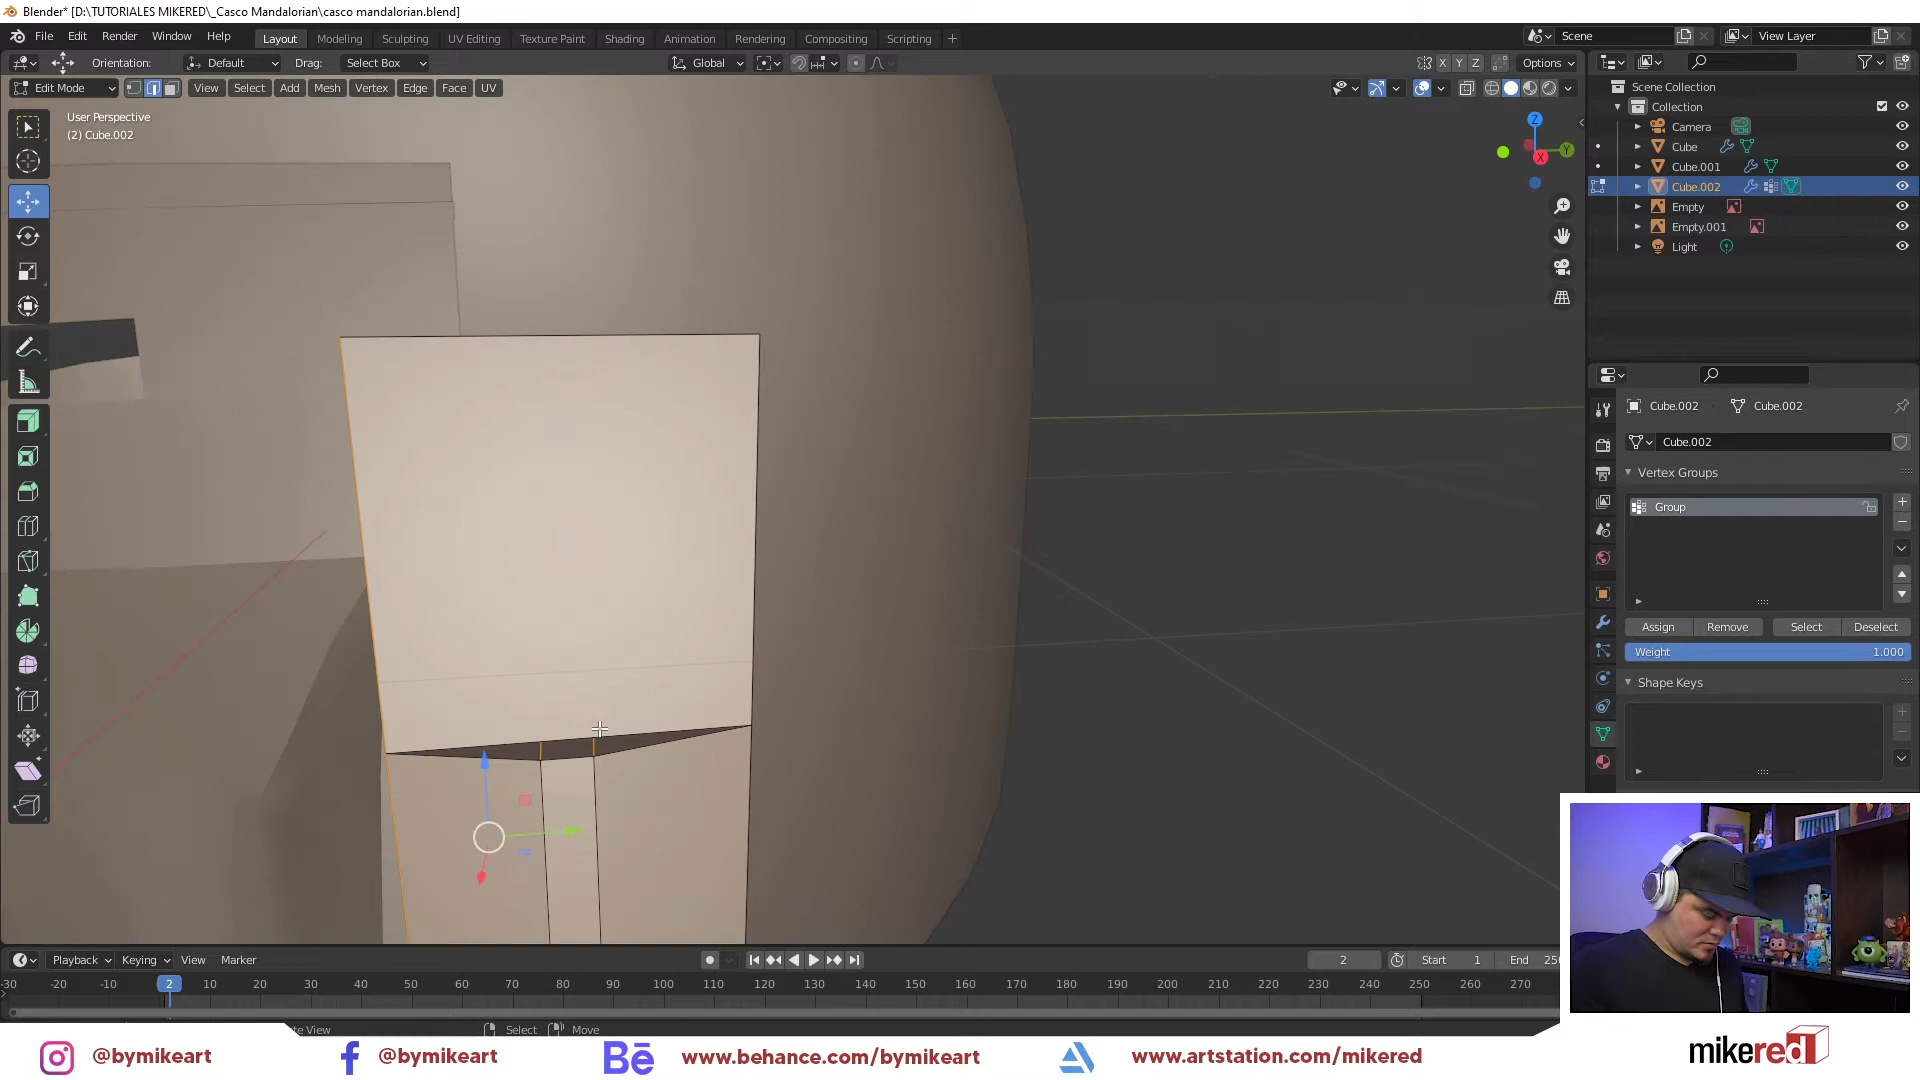 Blender* [D:\TUTORIALES MIKERED\_Casco Mandalorian\casco mandalorian.blend]
File Edit Render Window Help
Layout Modeling Sculpting UV Editing Texture Paint Shading Animation Rendering Compositing Scripting +
Scene
View Layer
Orientation: Default Drag: Select Box
Global
X Y Z Options
Edit Mode View Select Add Mesh Vertex Edge Face UV
User Perspective
(2) Cube.002
Z
Y
X
Scene Collection
Collection
Camera
Cube
Cube.001
Cube.002
Empty
Empty.001
Light
Cube.002 Cube.002
Cube.002
Vertex Groups
Group
Assign Remove Select Deselect
Weight 1.000
Shape Keys
Playback Keying View Marker
2 Start 1 End 250
-30 -20 -10 2 10 20 30 40 50 60 70 80 90 100 110 120 130 140 150 160 170 180 190 200 210 220 230 240 250 260 270
te View Select Move
@bymikeart @bymikeart Bē www.behance.com/bymikeart www.artstation.com/mikered
mikered